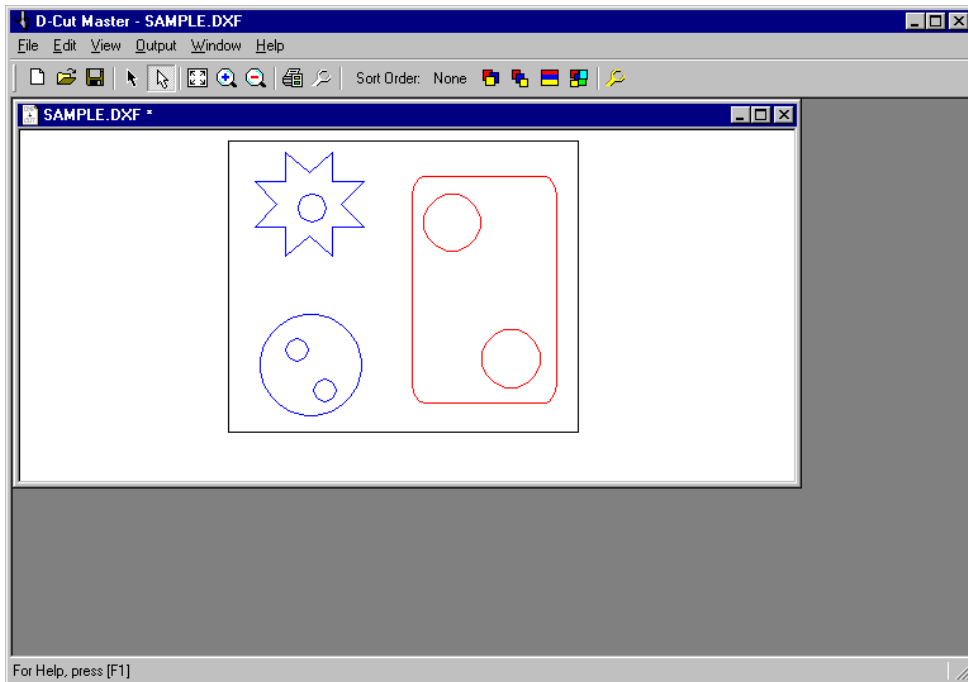 D-Cut Master - SAMPLE.DXF
File Edit View Output Window Help
Sort Order: None
SAMPLE.DXF *
For Help, press [F1]